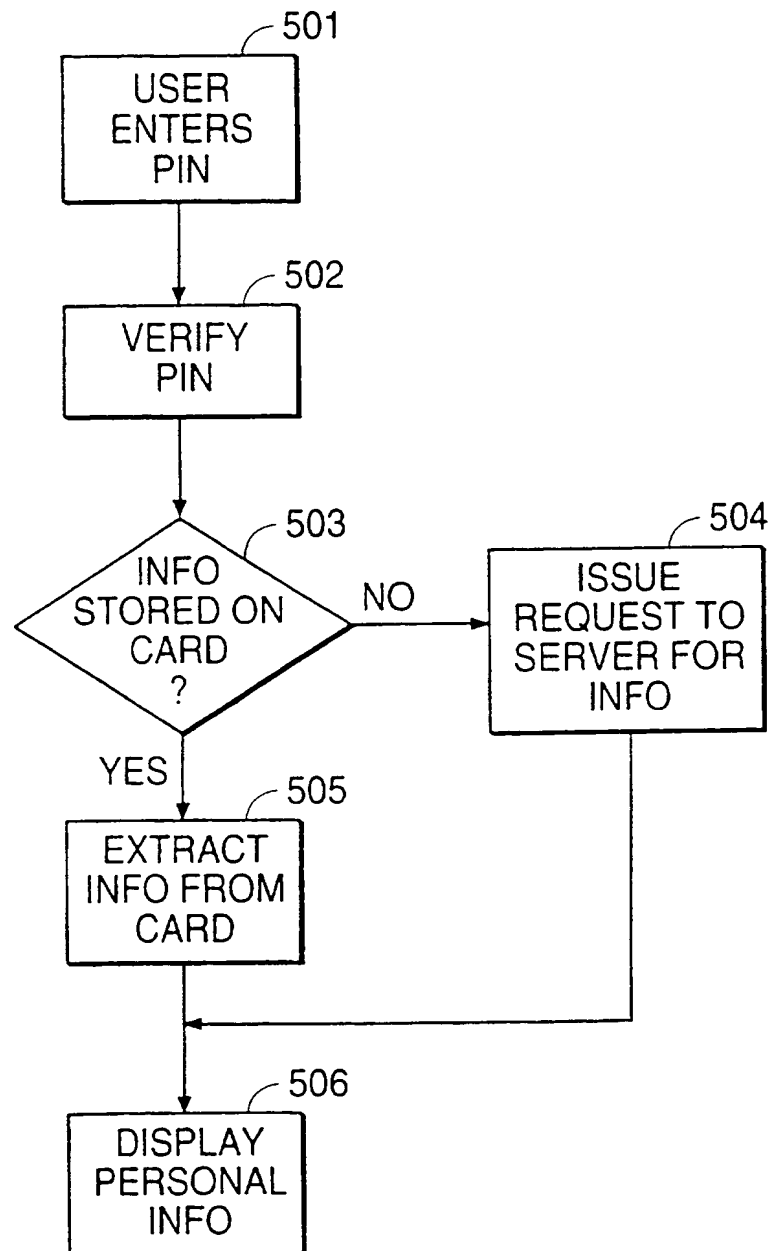 501
USER
ENTERS
PIN
502
VERIFY
PIN
503
INFO
STORED ON
CARD
?
NO
504
ISSUE
REQUEST TO
SERVER FOR
INFO
YES
505
EXTRACT
INFO FROM
CARD
506
DISPLAY
PERSONAL
INFO